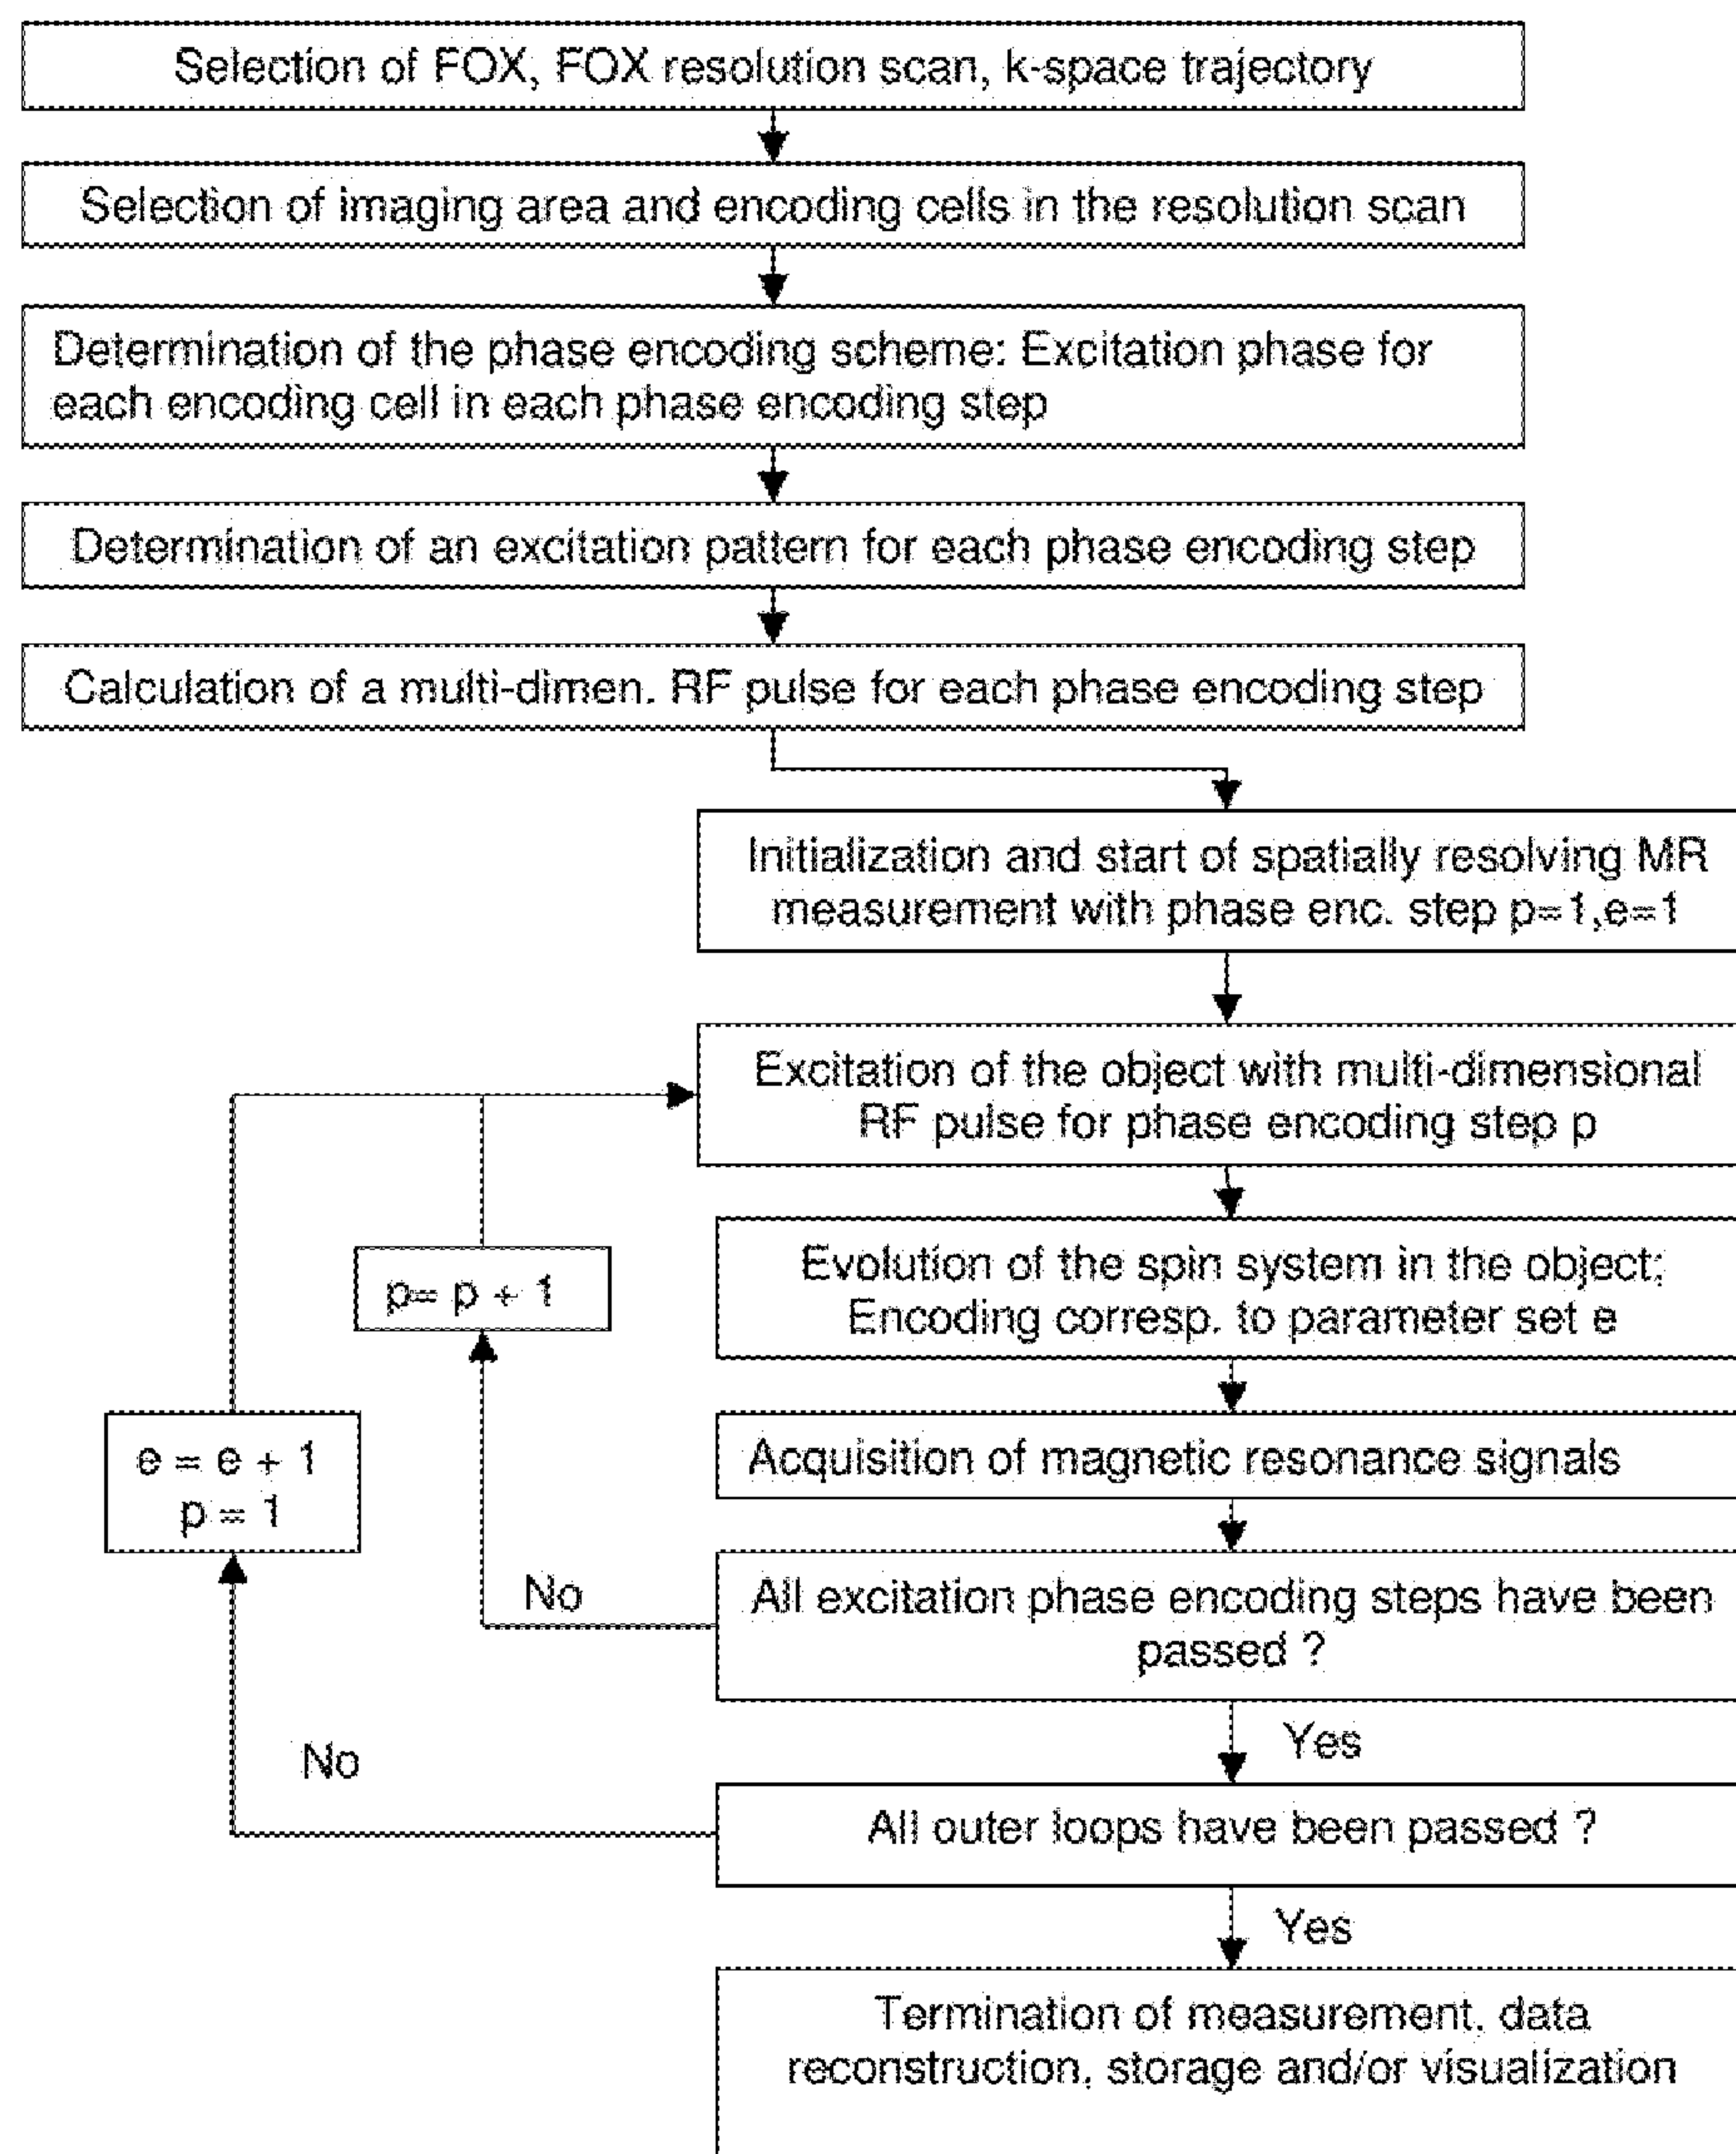 Selection of FOX, FOX resolution scan, k-space trajectory
Selection of imaging area and encoding cells in the resolution scan
Determination of the phase encoding scheme: Excitation phase for
each encoding cell in each phase encoding step
Determination of an excitation pattern for each phase encoding step
Calculation of a multi-dimen. RF pulse for each phase encoding step
Initialization and start of spatially resolving MR
measurement with phase enc. step p=1,e=1
Excitation of the object with multi-dimensional
RF pulse for phase encoding step p
Evolution of the spin system in the object;
Encoding corresp. to parameter set e
p= p + 1
Acquisition of magnetic resonance signals
e = e + 1
p = 1
All excitation phase encoding steps have been
passed ?
No
Yes
All outer loops have been passed ?
No
Yes
Termination of measurement, data
reconstruction, storage and/or visualization